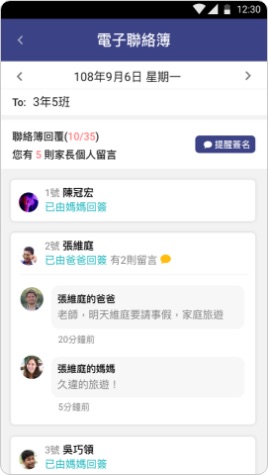 12:30
電子聯絡簿
108年9月6日 星期一
To: 3年5班
聯絡簿回覆(10/35)
您有 5 則家長個人留言
提醒簽名
1號 陳冠宏
已由媽媽回簽
2號 張維庭
已由爸爸回簽 有2則留言
張維庭的爸爸
老師，明天維庭要請事假，家庭旅遊
20分鐘前
張維庭的媽媽
久違的旅遊！
5分鐘前
3號 吳巧領
已由媽媽回簽